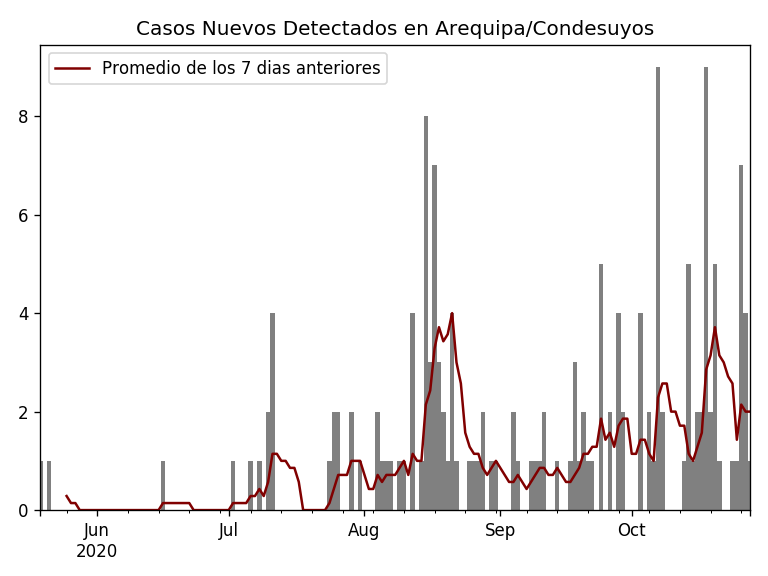 Casos Nuevos Detectados en Arequipa/Condesuyos
Promedio de los 7 dias anteriores
8
6
4
2
0
Jun Jul Aug Sep Oct
2020